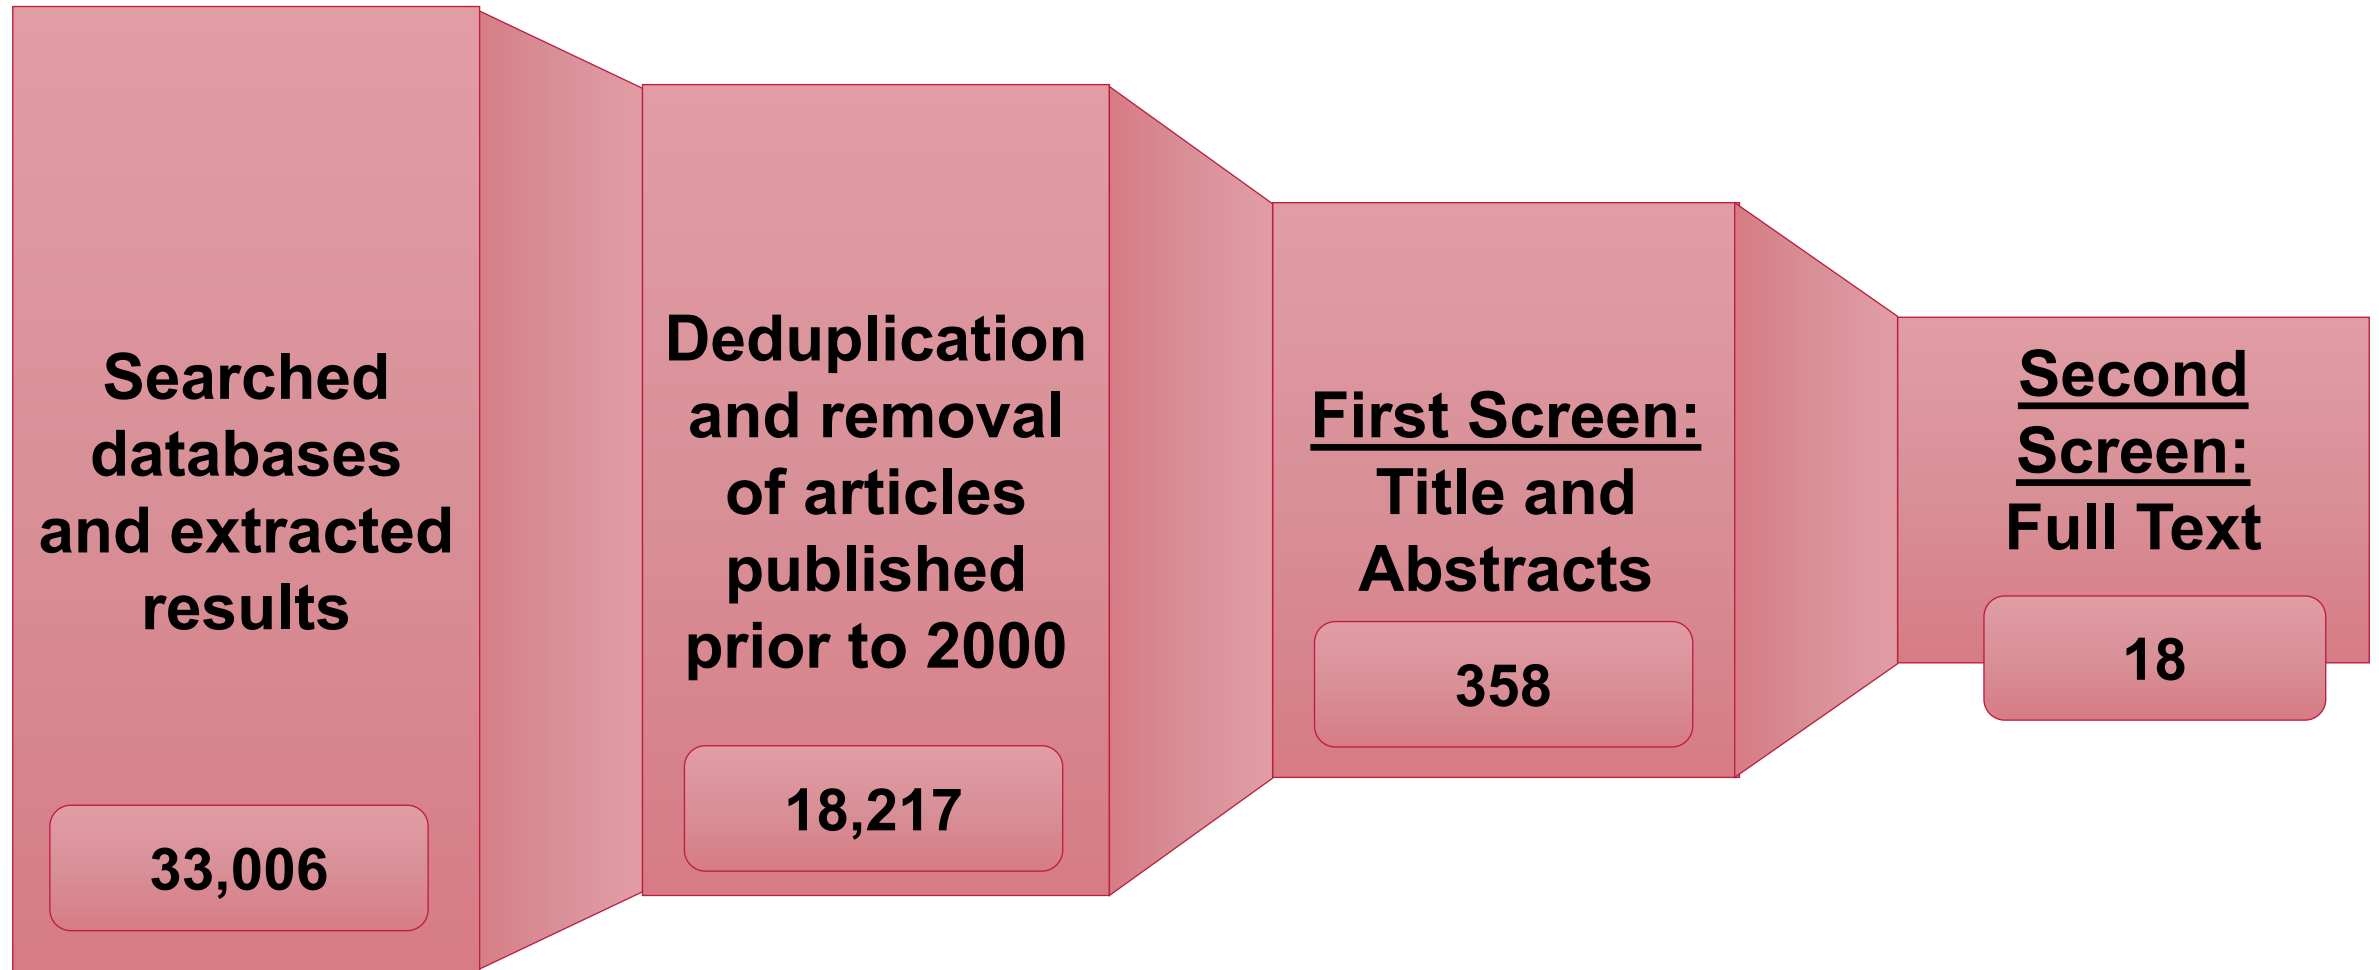 Searched
databases
and extracted
results
33,006
Deduplication
and removal
of articles
published
prior to 2000
18,217
First Screen:
Title and
Abstracts
358
Second
Screen:
Full Text
18